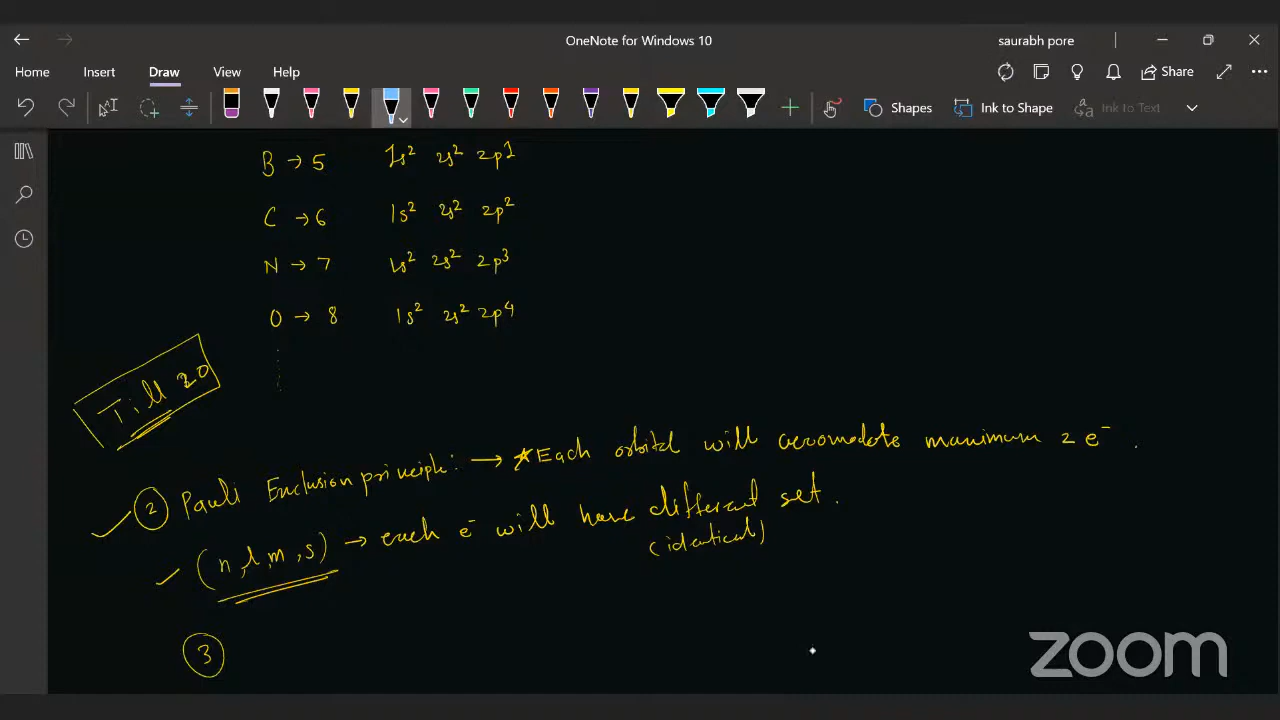 OneNote for Windows 10
saurabh pore
Home Insert Draw View Help
Share
Shapes Ink to Shape Ink to Text
B → 5 1s² 2s² 2p1
C → 6 1s² 2s² 2p²
N → 7 1s² 2s² 2p³
O → 8 1s² 2s² 2p⁴
Till 20
② Pauli Exclusion principle: → *Each orbital will accomodate maximum 2 e⁻ .
(n, l, m, s) → each e⁻ will have different set .
(identical)
③
zoom